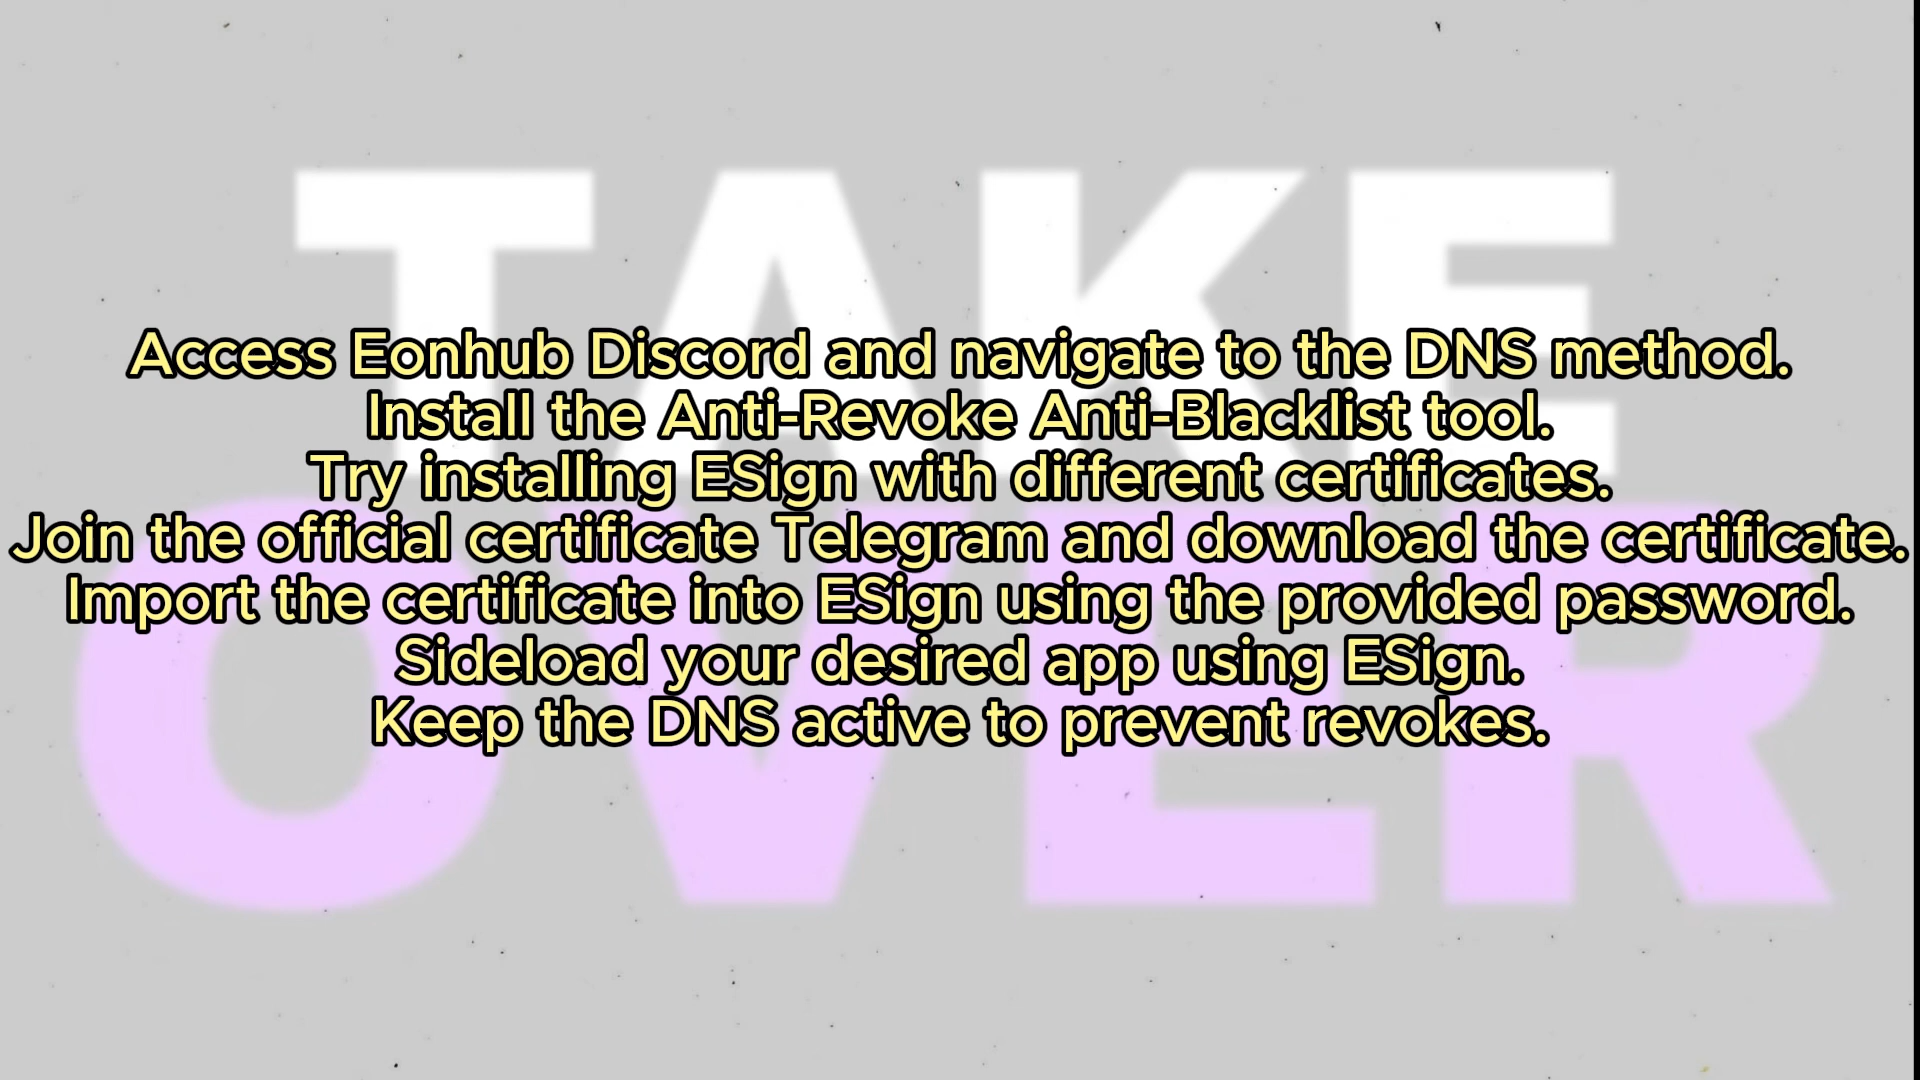 TAKE
OVER
Access Eonhub Discord and navigate to the DNS method.
Install the Anti-Revoke Anti-Blacklist tool.
Try installing ESign with different certificates.
Join the official certificate Telegram and download the certificate.
Import the certificate into ESign using the provided password.
Sideload your desired app using ESign.
Keep the DNS active to prevent revokes.